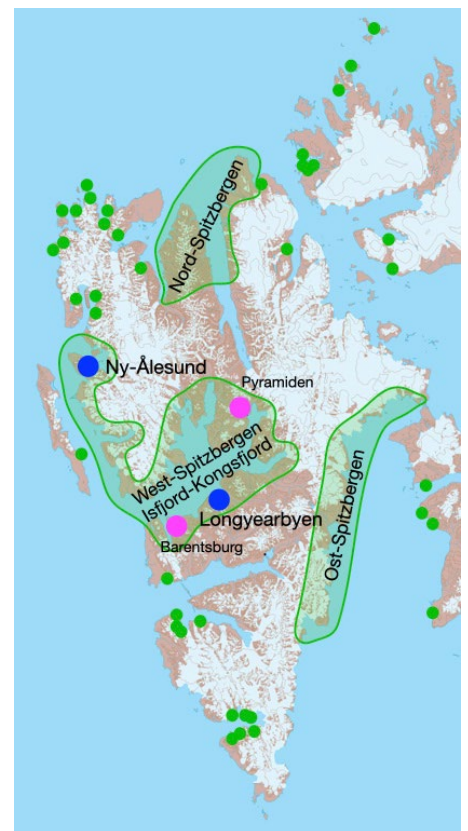 Nord-Spitzbergen
Ny-Ålesund
Pyramiden
West-Spitzbergen
Isfjord-Kongsfjord
Longyearbyen
Barentsburg
Ost-Spitzbergen